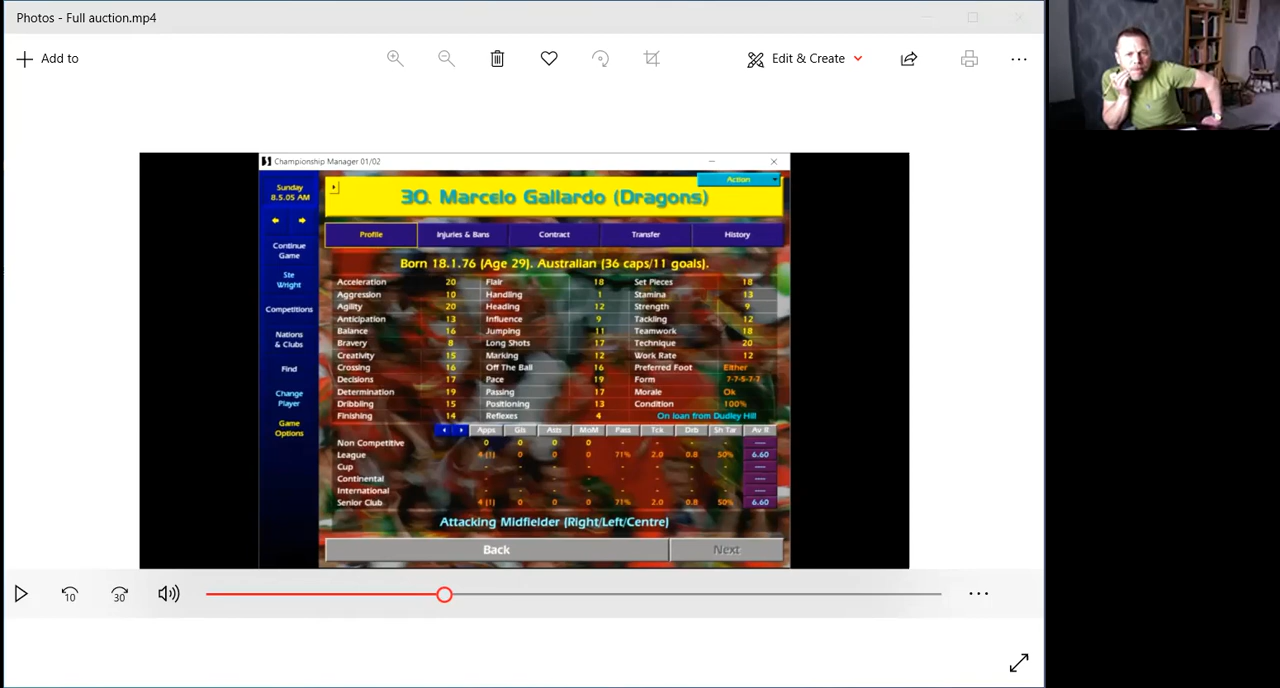 Photos - Full auction.mp4
Add to
Edit & Create
Championship Manager 01/02
Sunday
8.5.05 AM
Continue
Game
Ste
Wright
Competitions
Nations
& Clubs
Find
Change
Player
Game
Options
Action
30. Marcelo Gallardo (Dragons)
Profile Injuries & Bans Contract Transfer History
Born 18.1.76 (Age 29). Australian (36 caps/11 goals).
Acceleration 20 Flair 18 Set Pieces 18
Aggression 10 Handling 1 Stamina 13
Agility 20 Heading 12 Strength 9
Anticipation 13 Influence 9 Tackling 12
Balance 16 Jumping 11 Teamwork 18
Bravery 8 Long Shots 17 Technique 20
Creativity 15 Marking 12 Work Rate 12
Crossing 16 Off The Ball 16 Preferred Foot Either
Decisions 17 Pace 19 Form 7-7-5-7-7
Determination 19 Passing 17 Morale Ok
Dribbling 15 Positioning 13 Condition 100%
Finishing 14 Reflexes 4 On loan from Dudley Hill
Apps Gls Asts MoM Pass Tck Drb Sh Tar Av R
Non Competitive 0 0 0 0 - - - - ----
League 4 (1) 0 0 0 71% 2.0 0.8 50% 6.60
Cup - - - - - - - - ----
Continental - - - - - - - - ----
International - - - - - - - - ----
Senior Club 4 (1) 0 0 0 71% 2.0 0.8 50% 6.60
Attacking Midfielder (Right/Left/Centre)
Back Next
10 30